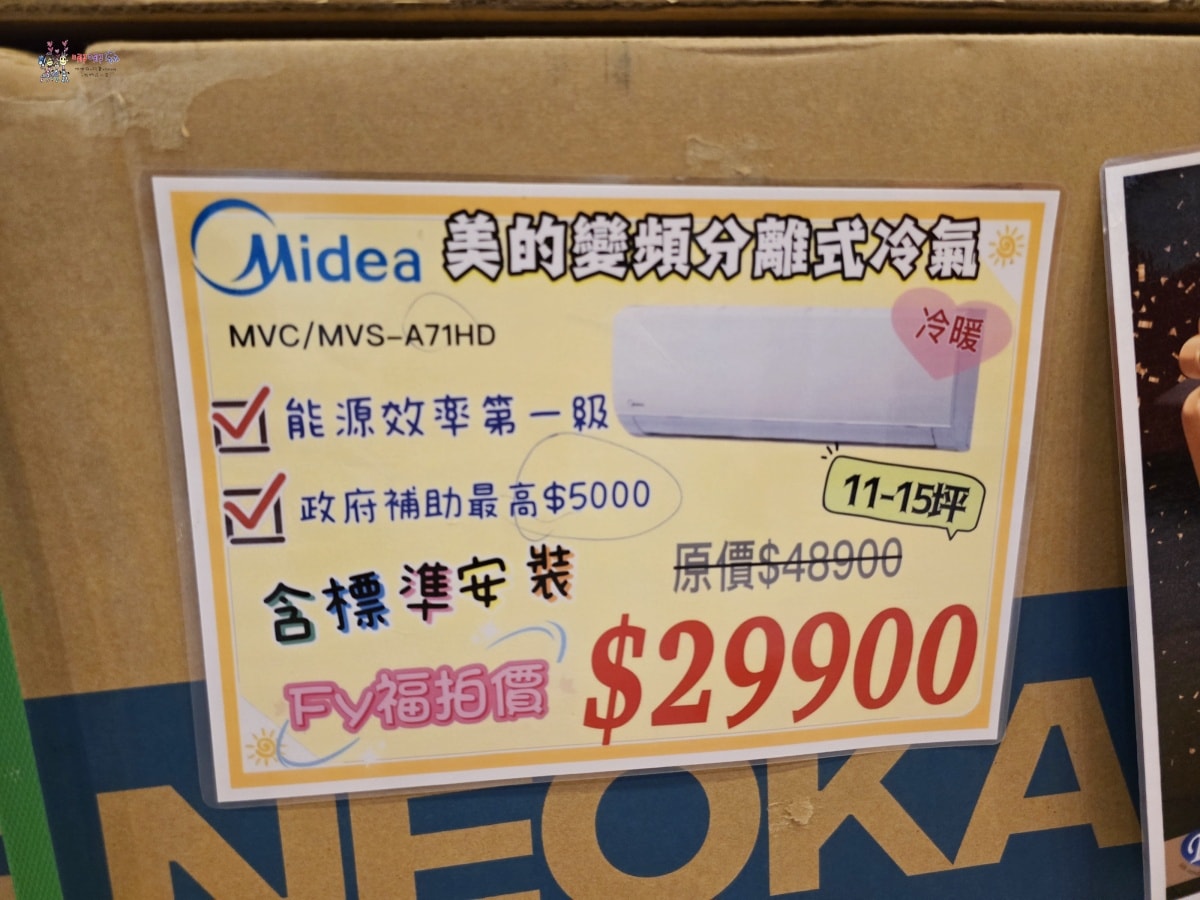 Midea 美的變頻分離式冷氣
MVC/MVS-A71HD
冷暖
能源效率第一級
政府補助最高$5000
11-15坪
含標準安裝
原價$48900
FY福拍價 $29900
NEOKA